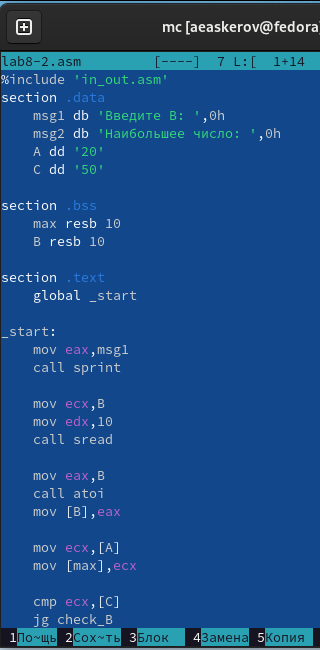 mc [aeaskerov@fedora
lab8-2.asm [----] 7 L:[ 1+14
%include 'in_out.asm'
section .data
msg1 db 'Введите B: ',0h
msg2 db 'Наибольшее число: ',0h
A dd '20'
C dd '50'
section .bss
max resb 10
B resb 10
section .text
global _start
_start:
mov eax,msg1
call sprint
mov ecx,B
mov edx,10
call sread
mov eax,B
call atoi
mov [B],eax
mov ecx,[A]
mov [max],ecx
cmp ecx,[C]
jg check_B
1По~щь 2Сох~ть 3Блок 4Замена 5Копия